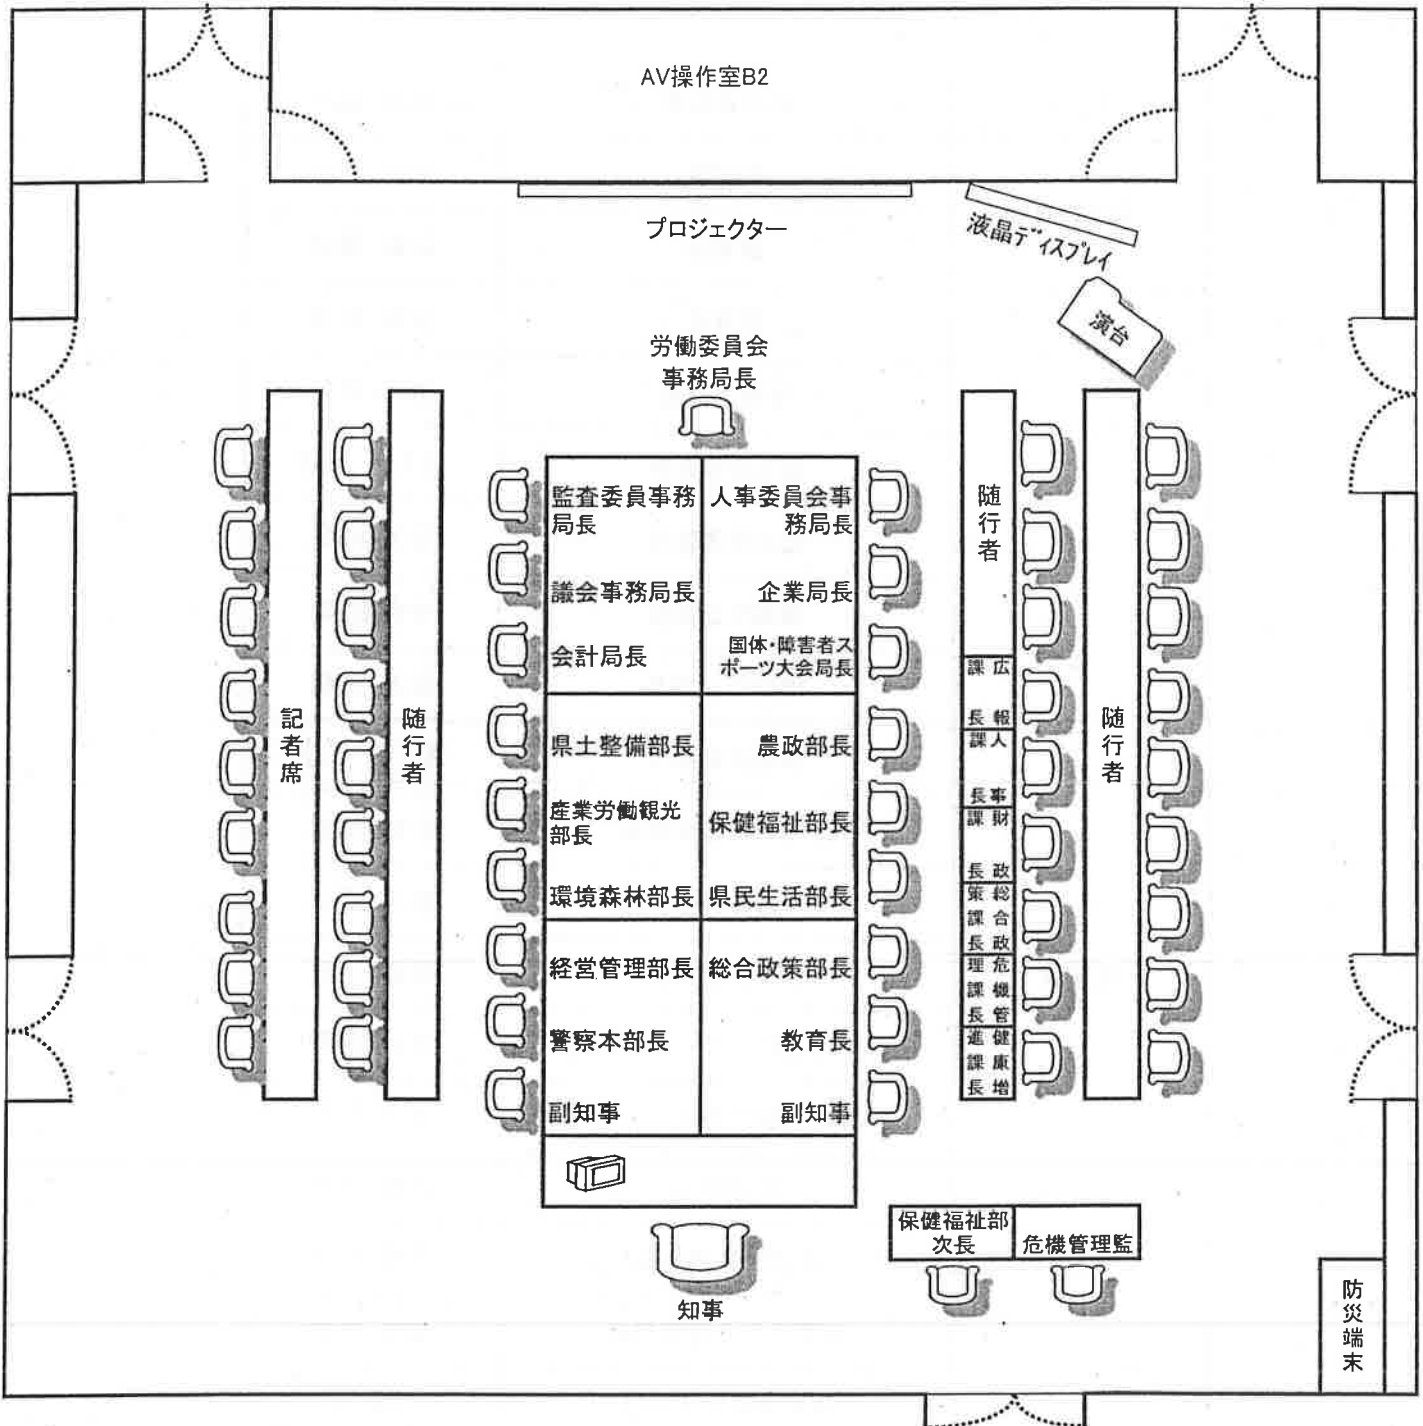 AV操作室B2
プロジェクター
液晶ディスプレイ
演台
労働委員会
事務局長
監査委員事務
局長
人事委員会事
務局長
議会事務局長
企業局長
会計局長
国体・障害者ス
ポーツ大会局長
県土整備部長
農政部長
産業労働観光
部長
保健福祉部長
環境森林部長
県民生活部長
経営管理部長
総合政策部長
警察本部長
教育長
副知事
副知事
知事
記者席
随行者
随行者
広報
課長
人事
課長
財政
課長
総合政
策課長
危機管
理課長
健康増
進課長
随行者
保健福祉部
次長
危機管理監
防災端末